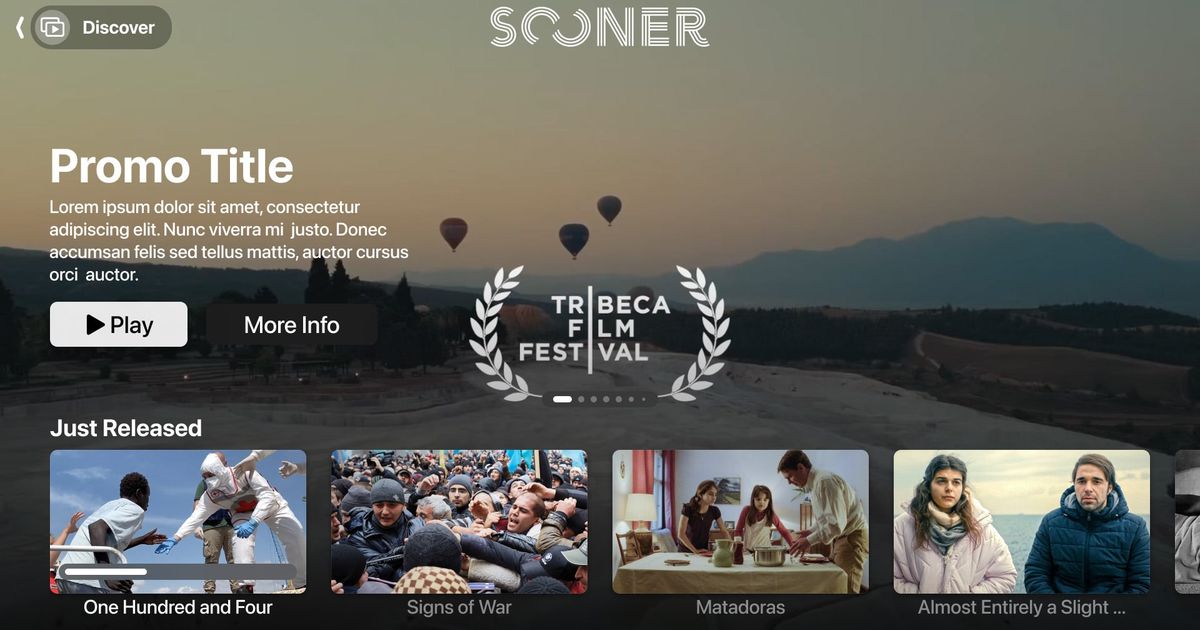 Discover
SOONER
Promo Title
Lorem ipsum dolor sit amet, consectetur
adipiscing elit. Nunc viverra mi  justo. Donec
accumsan felis sed tellus mattis, auctor cursus
orci  auctor.
Play
More Info
TRIBECA
FILM
FESTIVAL
Just Released
One Hundred and Four
Signs of War
Matadoras
Almost Entirely a Slight ...